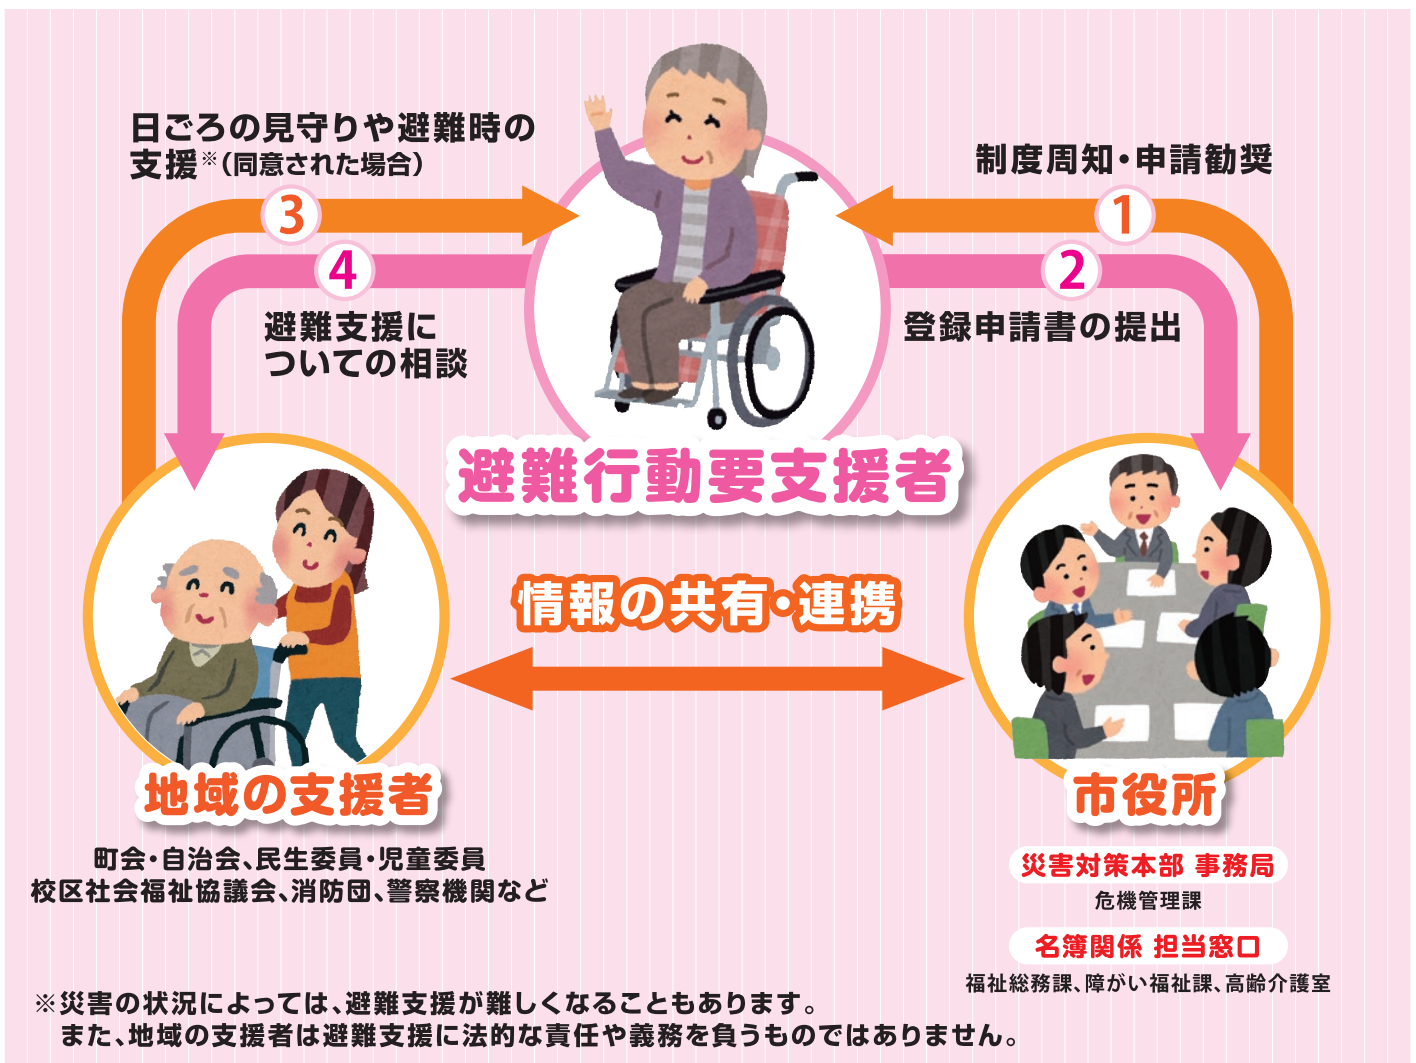 日ごろの見守りや避難時の
支援※(同意された場合)
3
4
避難支援に
ついての相談
制度周知・申請勧奨
1
2
登録申請書の提出
避難行動要支援者
情報の共有・連携
地域の支援者
町会・自治会、民生委員・児童委員
校区社会福祉協議会、消防団、警察機関など
市役所
災害対策本部 事務局
危機管理課
名簿関係 担当窓口
福祉総務課、障がい福祉課、高齢介護室
※災害の状況によっては、避難支援が難しくなることもあります。
また、地域の支援者は避難支援に法的な責任や義務を負うものではありません。